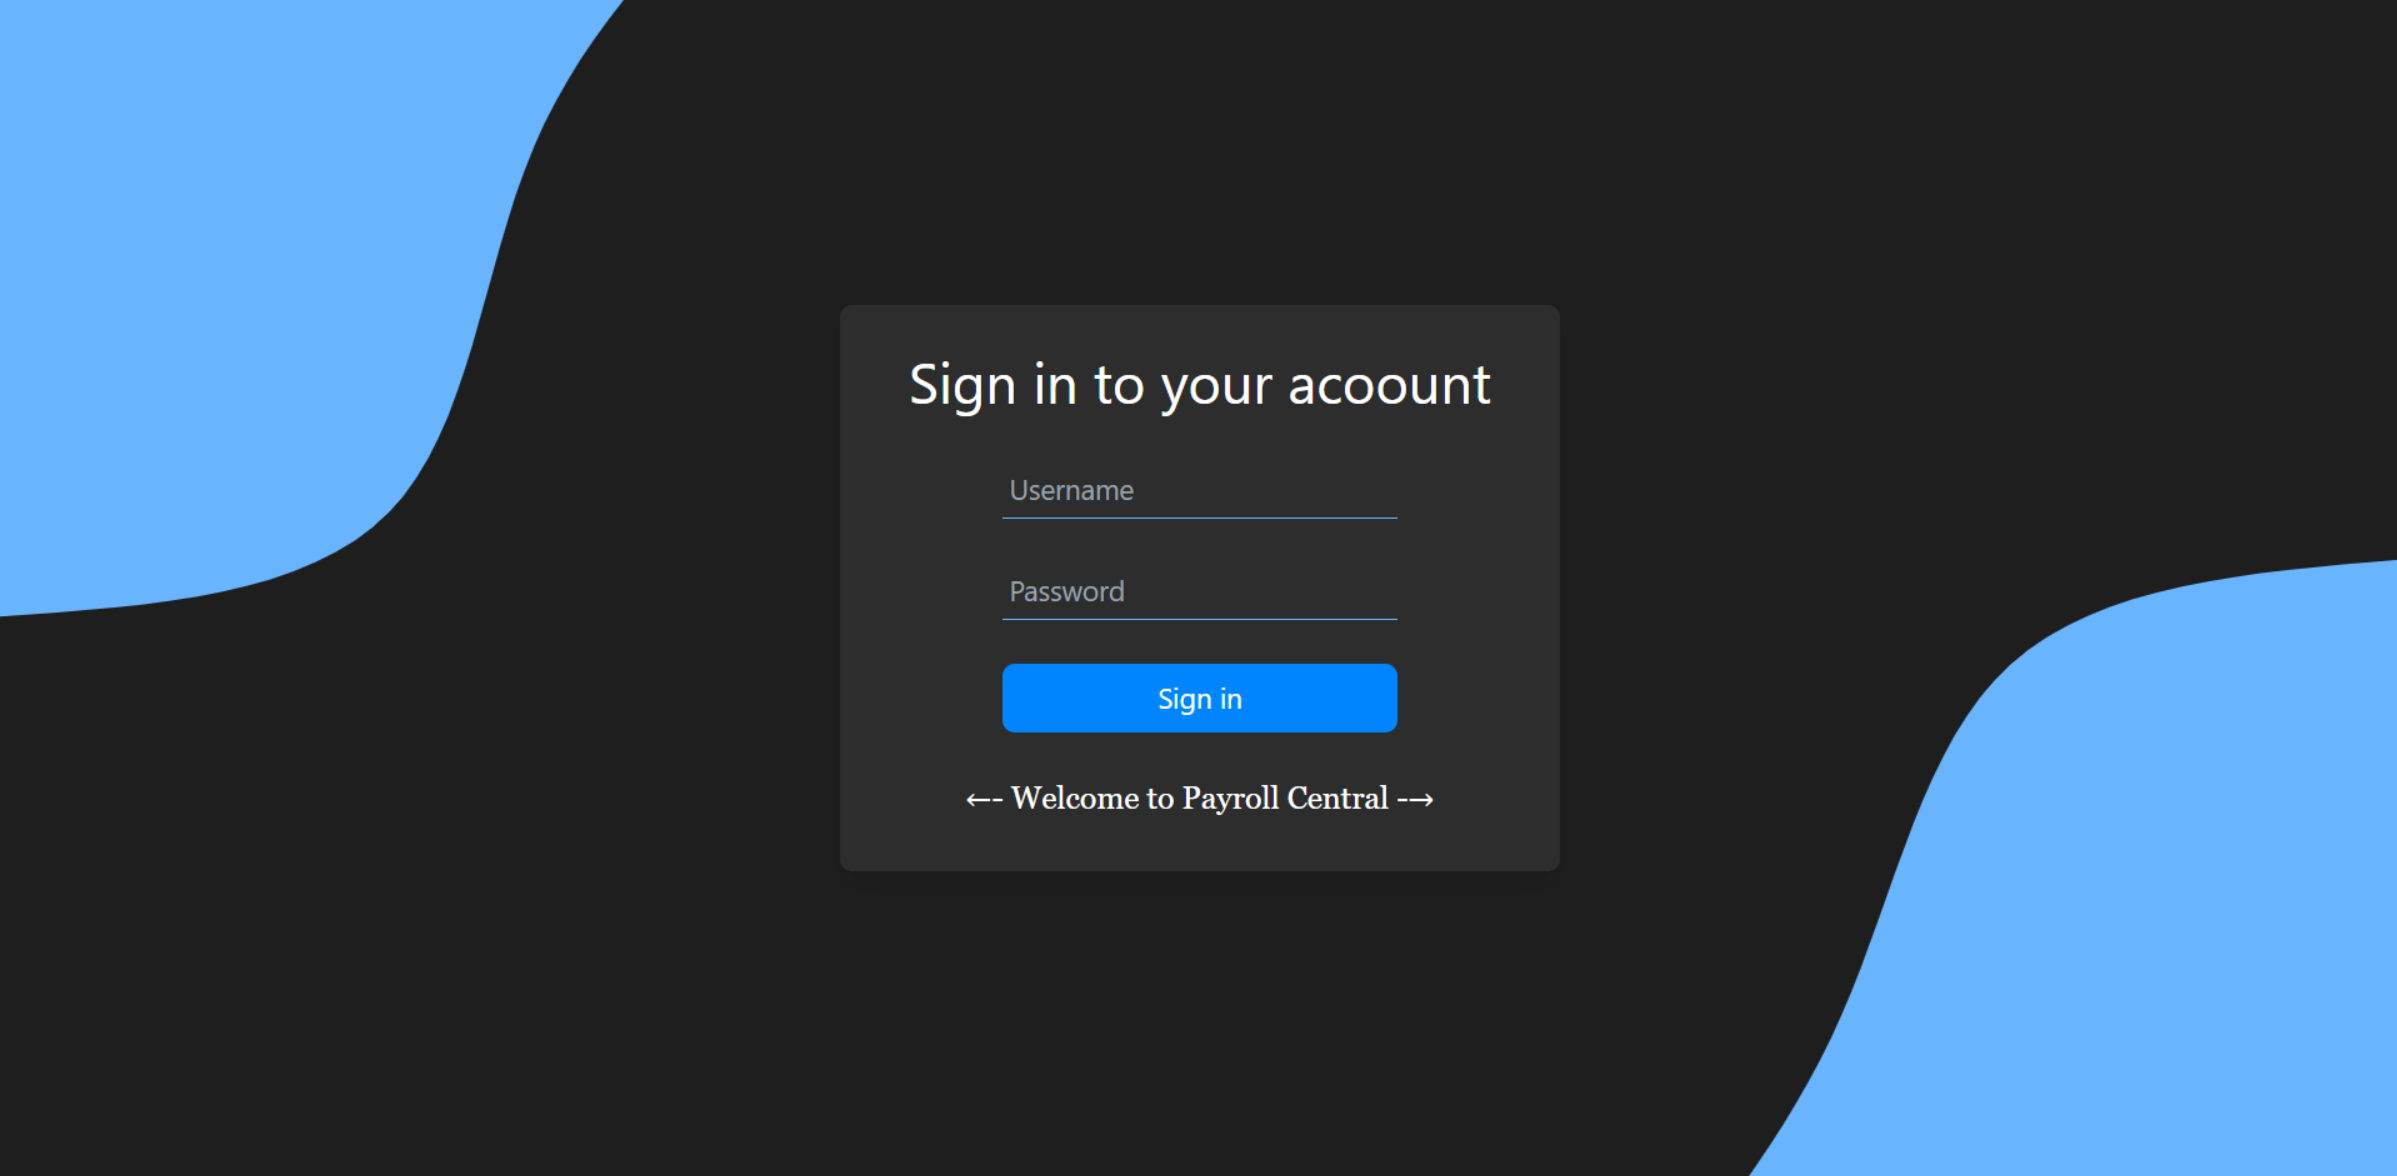 Sign in to your acoount
Username
Password
Sign in
←- Welcome to Payroll Central -→